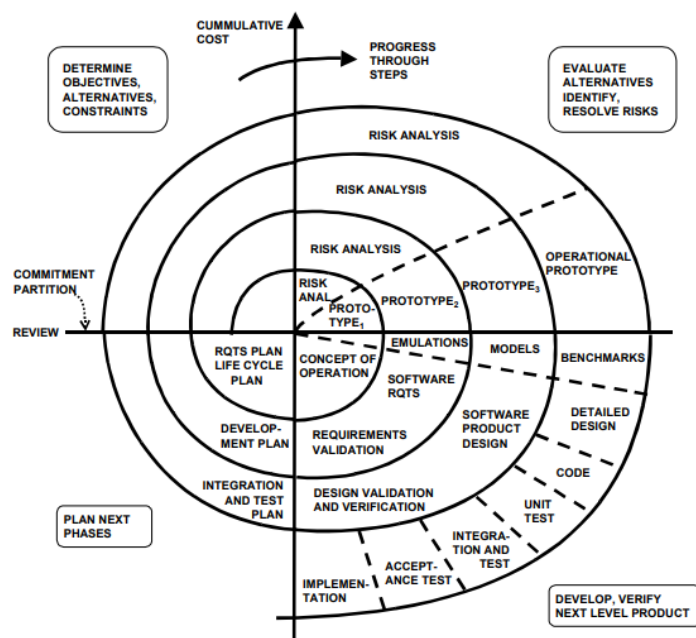 CUMMULATIVE
COST
PROGRESS
THROUGH
STEPS
DETERMINE
OBJECTIVES,
ALTERNATIVES,
CONSTRAINTS
EVALUATE
ALTERNATIVES
IDENTIFY,
RESOLVE RISKS
RISK ANALYSIS
RISK ANALYSIS
RISK ANALYSIS
RISK
ANAL.
PROTO-
TYPE1
PROTOTYPE2
PROTOTYPE3
OPERATIONAL
PROTOTYPE
COMMITMENT
PARTITION
REVIEW
EMULATIONS
MODELS
BENCHMARKS
RQTS PLAN
LIFE CYCLE
PLAN
CONCEPT OF
OPERATION
SOFTWARE
RQTS
SOFTWARE
PRODUCT
DESIGN
DETAILED
DESIGN
DEVELOP-
MENT PLAN
REQUIREMENTS
VALIDATION
CODE
INTEGRATION
AND TEST
PLAN
DESIGN VALIDATION
AND VERIFICATION
UNIT
TEST
PLAN NEXT
PHASES
INTEGRA-
TION AND
TEST
ACCEPT-
ANCE TEST
IMPLEMEN-
TATION
DEVELOP, VERIFY
NEXT LEVEL PRODUCT